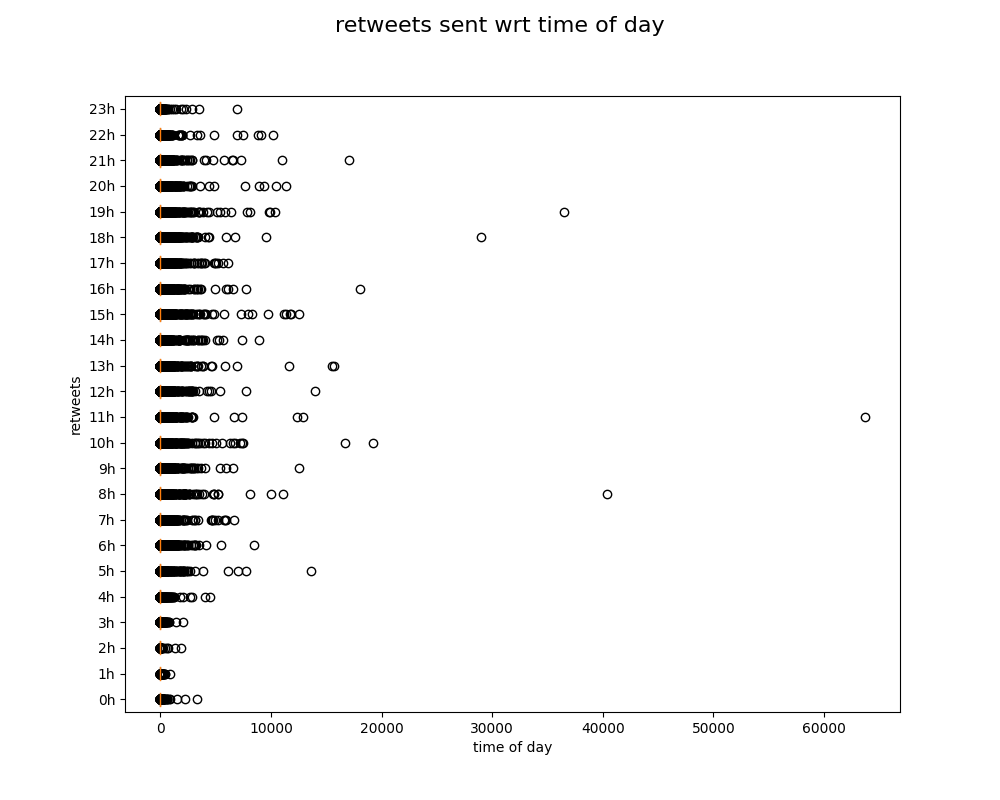 retweets sent wrt time of day
23h
22h
21h
20h
19h
18h
17h
16h
15h
14h
13h
12h
11h
10h
9h
8h
7h
6h
5h
4h
3h
2h
1h
0h
retweets
0 10000 20000 30000 40000 50000 60000
time of day